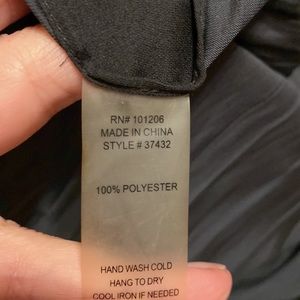 RN# 101206
MADE IN CHINA
STYLE # 37432
100% POLYESTER
HAND WASH COLD
HANG TO DRY
COOL IRON IF NEEDED